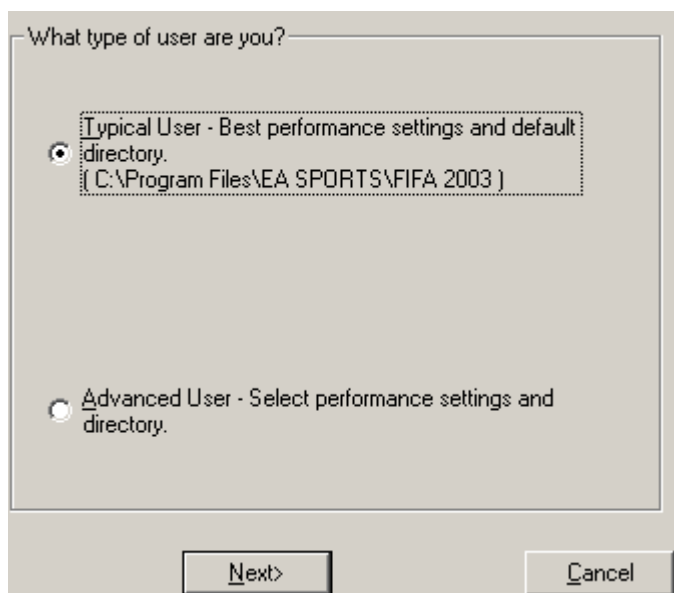 What type of user are you?
Typical User - Best performance settings and default
directory.
( C:\Program Files\EA SPORTS\FIFA 2003 )
Advanced User - Select performance settings and
directory.
Next>
Cancel